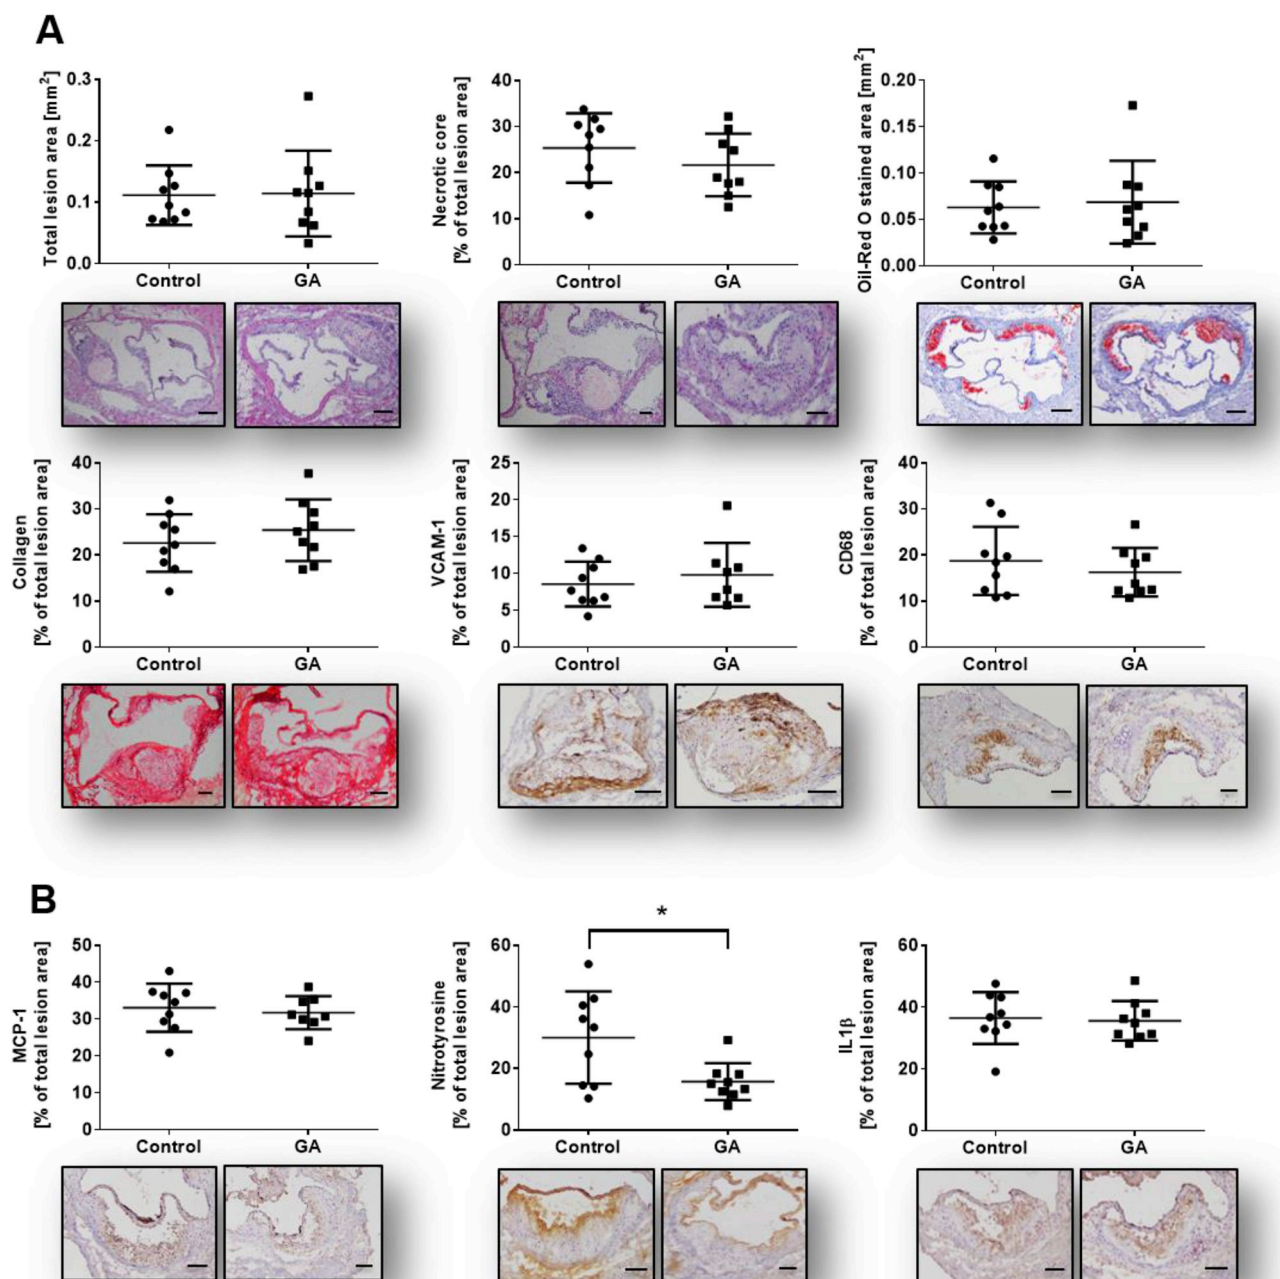 A
Total lesion area [mm²]
0.3
0.2
0.1
0.0
Control
GA
Necrotic core
[% of total lesion area]
40
30
20
10
0
Control
GA
Oil-Red O stained area [mm²]
0.20
0.15
0.10
0.05
0.00
Control
GA
Collagen
[% of total lesion area]
40
30
20
10
0
Control
GA
VCAM-1
[% of total lesion area]
25
20
15
10
5
0
Control
GA
CD68
[% of total lesion area]
40
30
20
10
0
Control
GA
B
MCP-1
[% of total lesion area]
50
40
30
20
10
0
Control
GA
*
Nitrotyrosine
[% of total lesion area]
60
40
20
0
Control
GA
IL1β
[% of total lesion area]
60
40
20
0
Control
GA